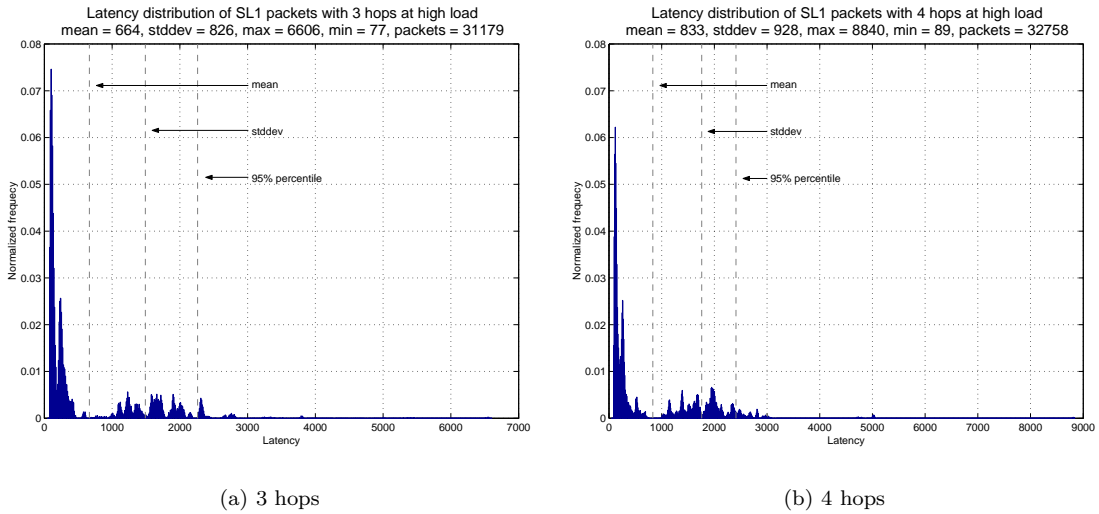 Latency distribution of SL1 packets with 3 hops at high load
mean = 664, stddev = 826, max = 6606, min = 77, packets = 31179
0.08
0.07
0.06
0.05
0.04
0.03
0.02
0.01
0
Normalized frequecy
mean
stddev
95% percentile
0
1000
2000
3000
4000
5000
6000
7000
Latency
(a) 3 hops
Latency distribution of SL1 packets with 4 hops at high load
mean = 833, stddev = 928, max = 8840, min = 89, packets = 32758
0.08
0.07
0.06
0.05
0.04
0.03
0.02
0.01
0
Normalized frequecy
mean
stddev
95% percentile
0
1000
2000
3000
4000
5000
6000
7000
8000
9000
Latency
(b) 4 hops